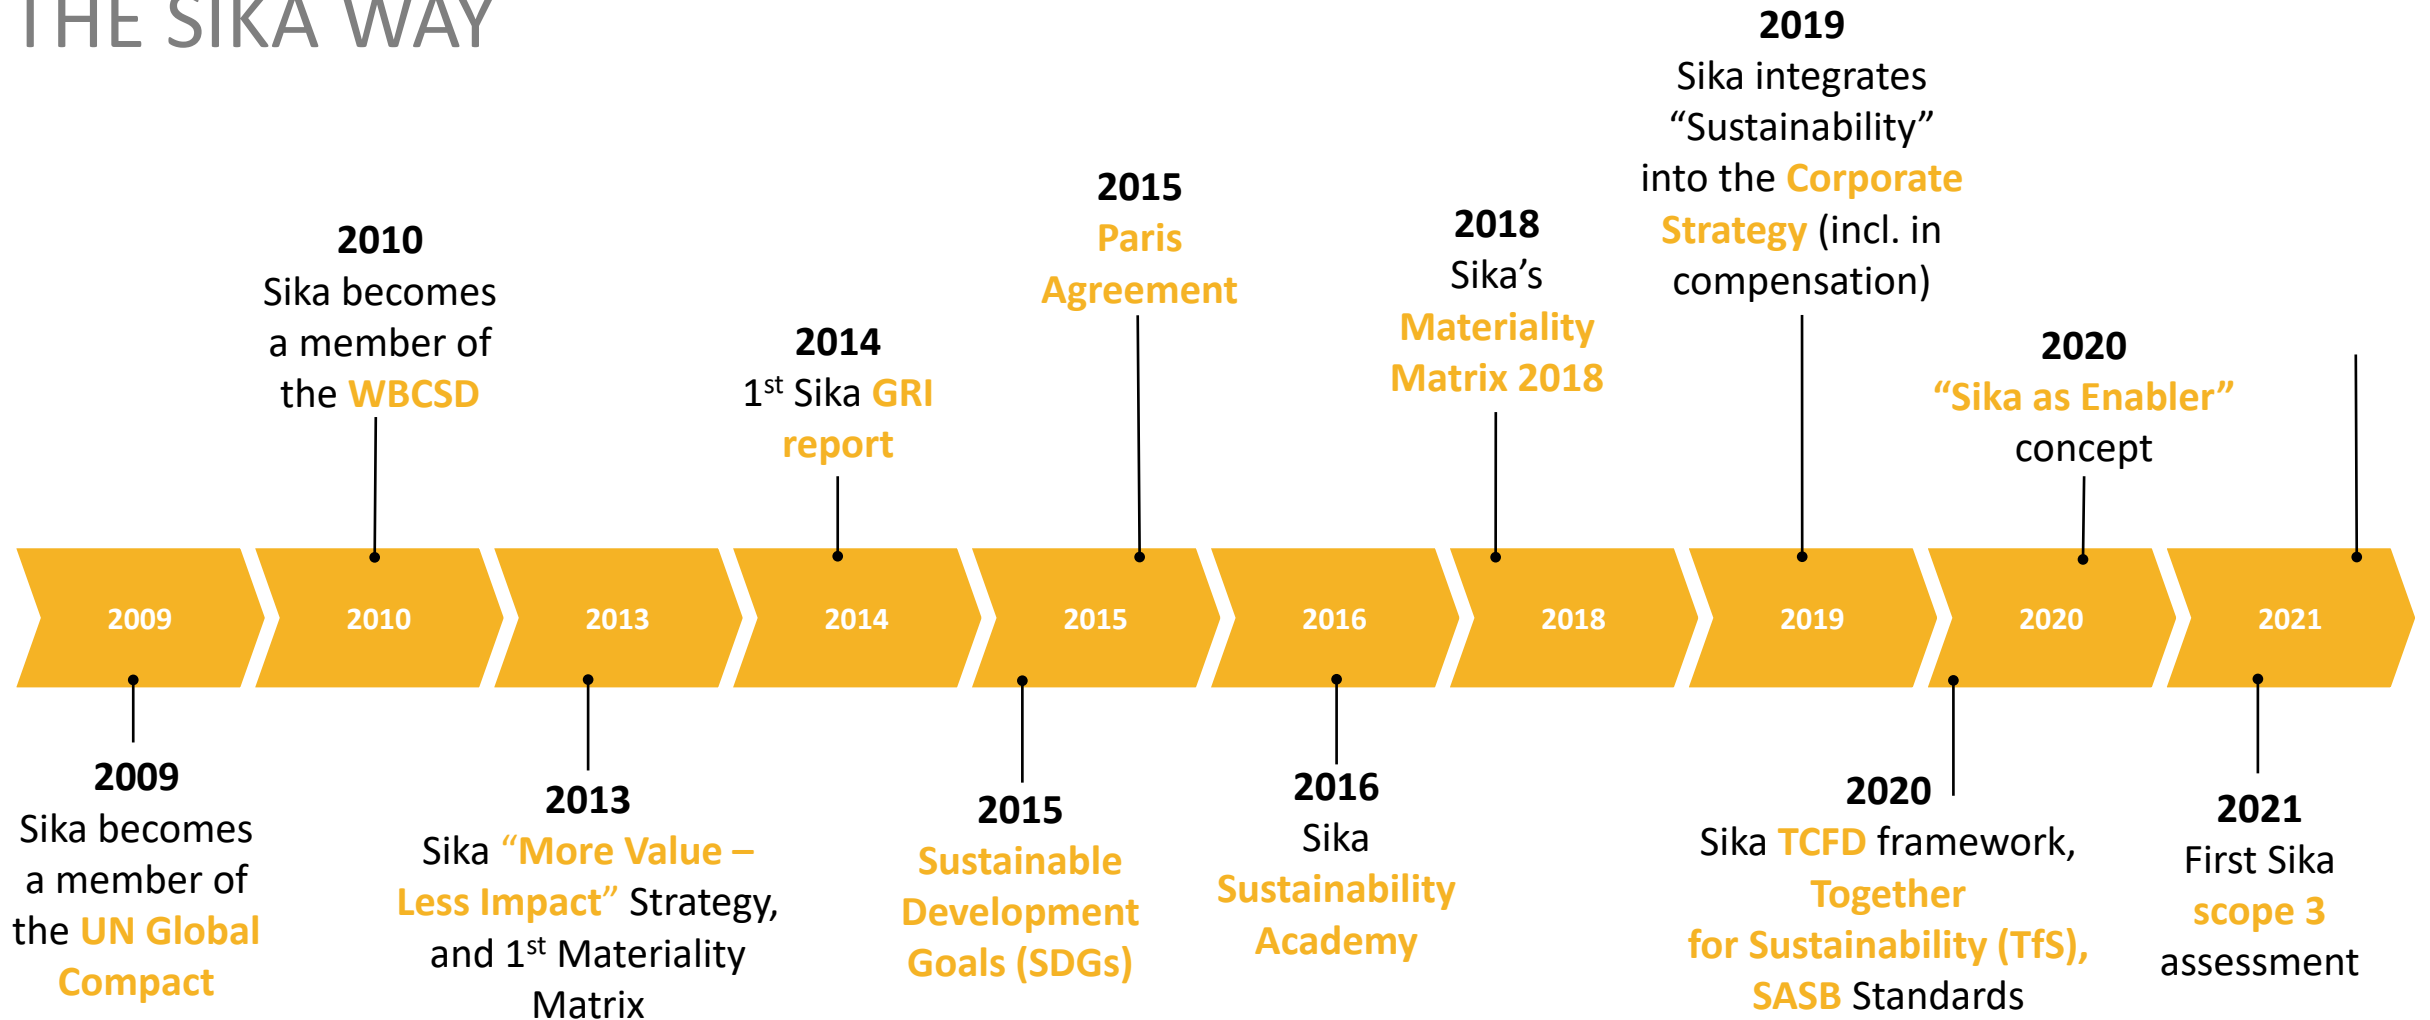 THE SIKA WAY
2010
Sika becomes
a member of
the WBCSD
2014
1st Sika GRI
report
2015
Paris
Agreement
2018
Sika’s
Materiality
Matrix 2018
2019
Sika integrates
“Sustainability”
into the Corporate
Strategy (incl. in
compensation)
2020
“Sika as Enabler”
concept
2009
2010
2013
2014
2015
2016
2018
2019
2020
2021
2009
Sika becomes
a member of
the UN Global
Compact
2013
Sika “More Value –
Less Impact” Strategy,
and 1st Materiality
Matrix
2015
Sustainable
Development
Goals (SDGs)
2016
Sika
Sustainability
Academy
2020
Sika TCFD framework,
Together
for Sustainability (TfS),
SASB Standards
2021
First Sika
scope 3
assessment